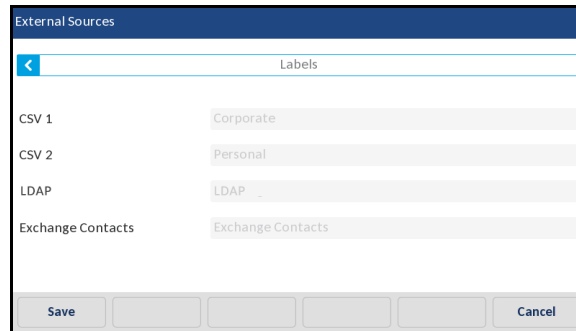 External Sources
Labels
CSV 1 Corporate
CSV 2 Personal
LDAP LDAP
Exchange Contacts Exchange Contacts
Save Cancel